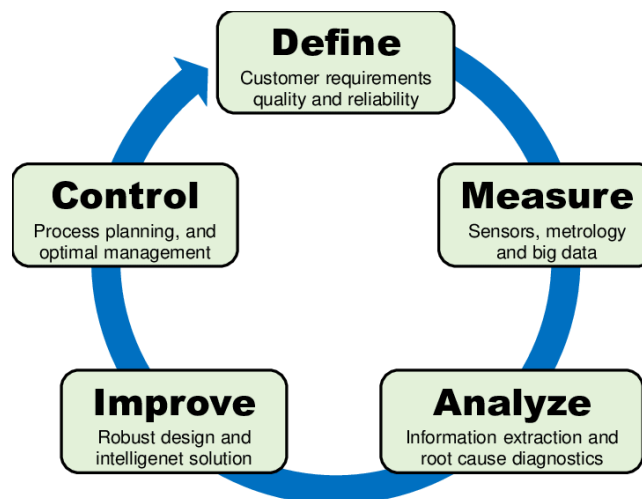 Define
Customer requirements
quality and reliability
Measure
Sensors, metrology
and big data
Analyze
Information extraction and
root cause diagnostics
Improve
Robust design and
intelligenet solution
Control
Process planning, and
optimal management